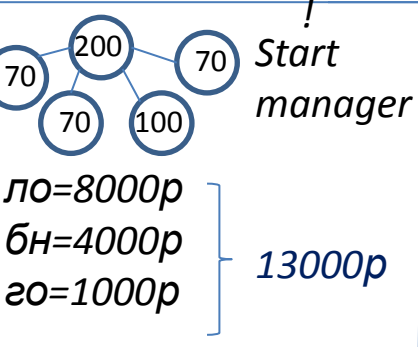 !
200
70
70
Start
manager
70
100
ло=8000р
бн=4000р
го=1000р
13000р